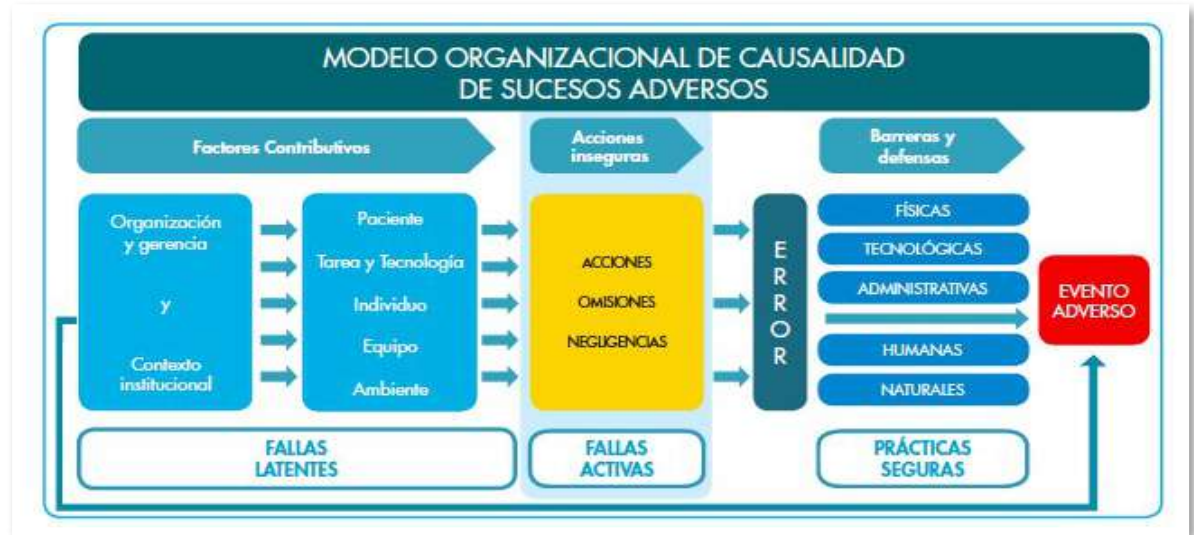 MODELO ORGANIZACIONAL DE CAUSALIDAD
DE SUCESOS ADVERSOS
Factores Contributivos
Acciones
inseguras
Barreras y
defensas
Organización
y gerencia
y
Contexto
institucional
Paciente
Tarea y Tecnología
Individuo
Equipo
Ambiente
ACCIONES
OMISIONES
NEGLIGENCIAS
E
R
R
O
R
FÍSICAS
TECNOLÓGICAS
ADMINISTRATIVAS
HUMANAS
NATURALES
EVENTO
ADVERSO
FALLAS
LATENTES
FALLAS
ACTIVAS
PRÁCTICAS
SEGURAS